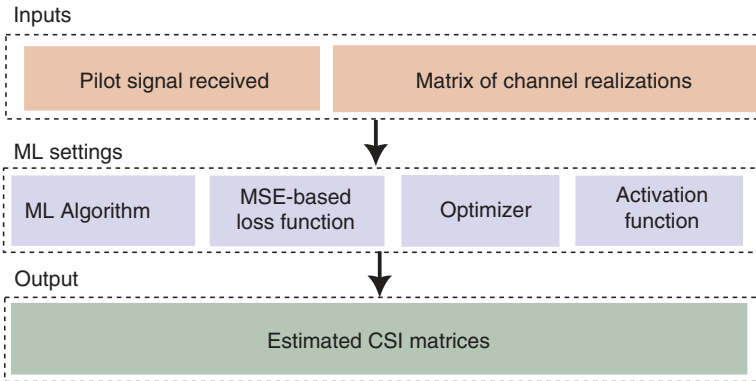 Inputs
Pilot signal received
Matrix of channel realizations
ML settings
ML Algorithm
MSE-based
loss function
Optimizer
Activation
function
Output
Estimated CSI matrices